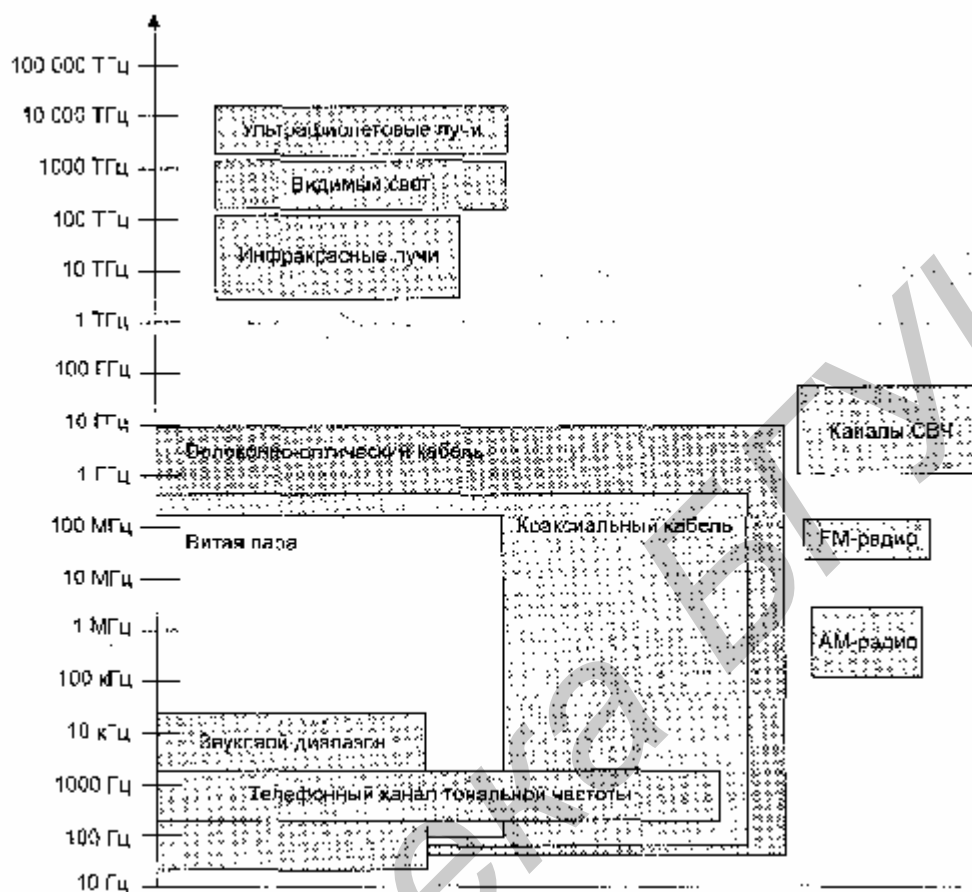 100 000 ТГц
10 000 ТГц
Ультрафиолетовые лучи
1000 ТГц
Видимый свет
100 ТГц
Инфракрасные лучи
10 ТГц
1 ТГц
100 ГГц
10 ГГц
Каналы СВЧ
Волоконно-оптический кабель
1 ГГц
100 МГц
Коаксиальный кабель
FM-радио
Витая пара
10 МГц
1 МГц
AM-радио
100 кГц
10 кГц
Звуковой диапазон
1000 Гц
Телефонный канал тональной частоты
100 Гц
10 Гц
ека БГУ